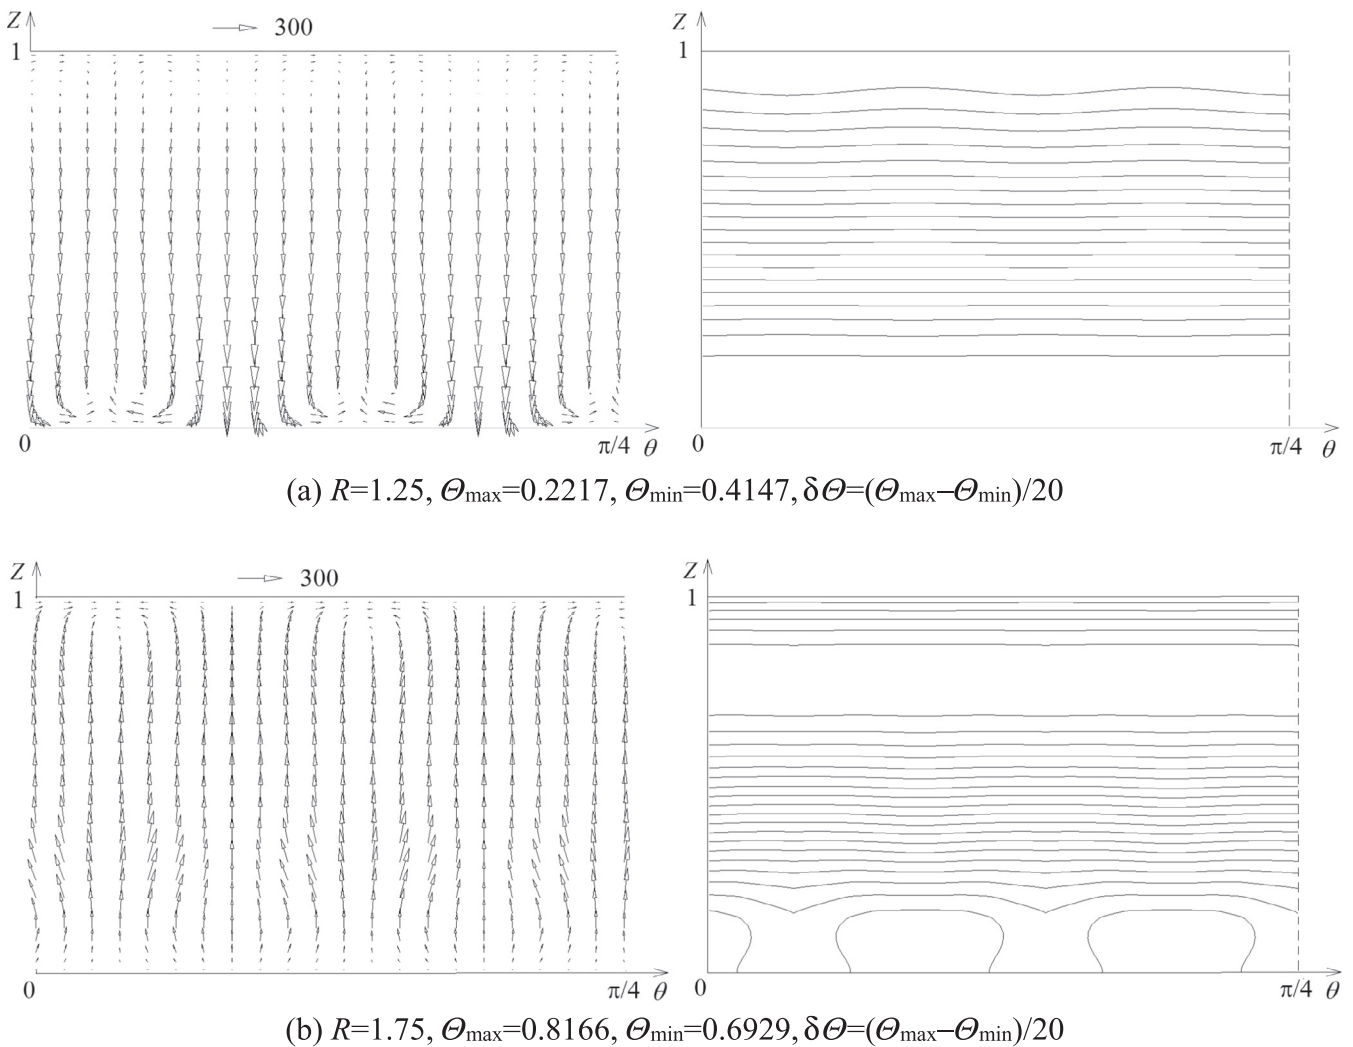 Z 300 Z
1 1
0 π/4 θ 0 π/4 θ
(a) R=1.25, Θmax=0.2217, Θmin=0.4147, δΘ=(Θmax–Θmin)/20
Z 300 Z
1 1
0 π/4 θ 0 π/4 θ
(b) R=1.75, Θmax=0.8166, Θmin=0.6929, δΘ=(Θmax–Θmin)/20